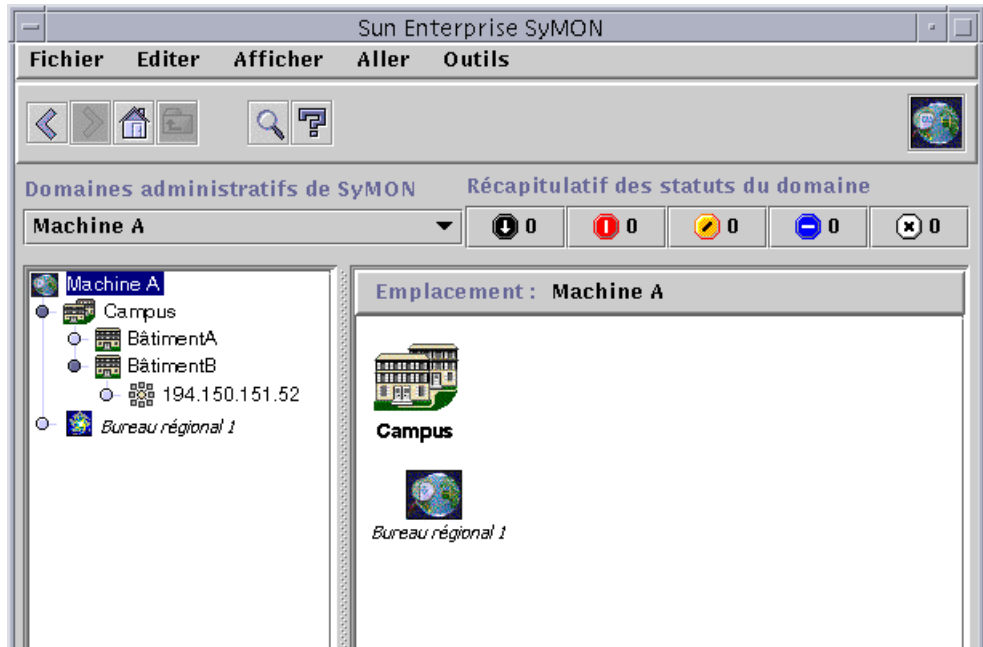 Sun Enterprise SyMON
Fichier Editer Afficher Aller Outils
Domaines administratifs de SyMON
Récapitulatif des statuts du domaine
Machine A
0 0 0 0 0
Machine A
Campus
BâtimentA
BâtimentB
194.150.151.52
Bureau régional 1
Emplacement : Machine A
Campus
Bureau régional 1